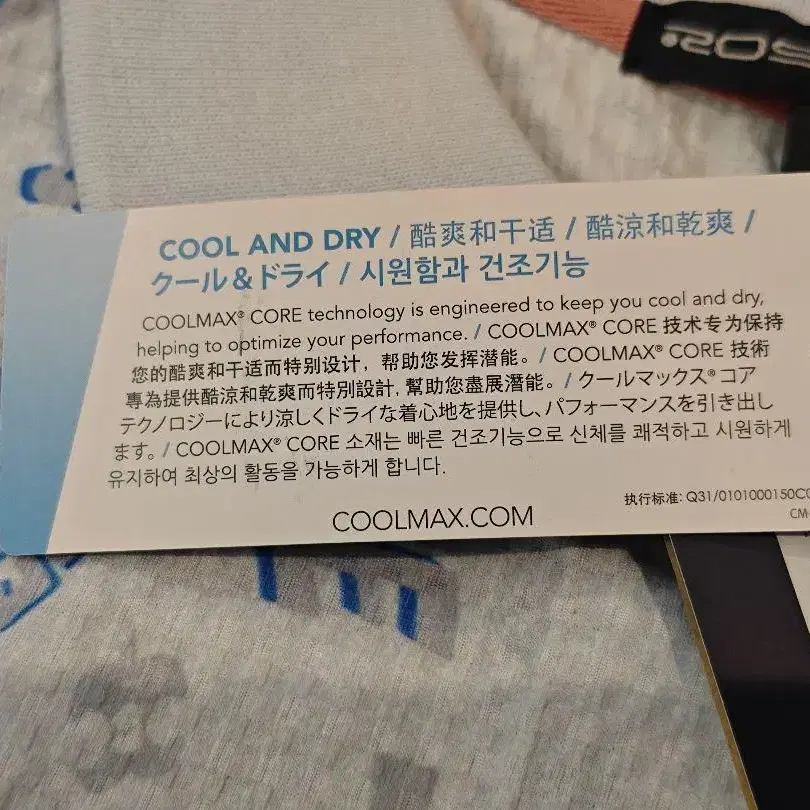 COOL AND DRY / 酷爽和干适 / 酷涼和乾爽 /
クール&ドライ / 시원함과 건조기능
COOLMAX® CORE technology is engineered to keep you cool and dry,
helping to optimize your performance. / COOLMAX® CORE 技术专为保持
您的酷爽和干适而特别设计，帮助您发挥潜能。/ COOLMAX® CORE 技術
專為提供酷涼和乾爽而特別設計, 幫助您盡展潛能。/ クールマックス®コア
テクノロジーにより涼しくドライな着心地を提供し、パフォーマンスを引き出し
ます。/ COOLMAX® CORE 소재는 빠른 건조기능으로 신체를 쾌적하고 시원하게
유지하여 최상의 활동을 가능하게 합니다.
执行标准: Q31/0101000150C0
CM-
COOLMAX.COM